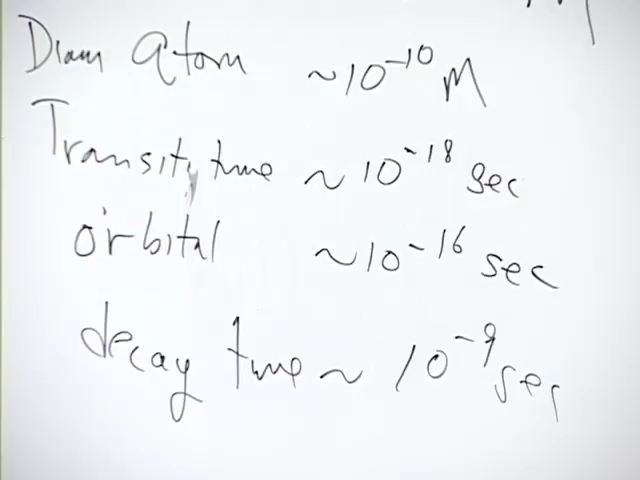 Diam Atom ~10⁻¹⁰ M
Transit time ~10⁻¹⁸ sec
orbital ~10⁻¹⁶ sec
decay time ~ 10⁻⁹ sec